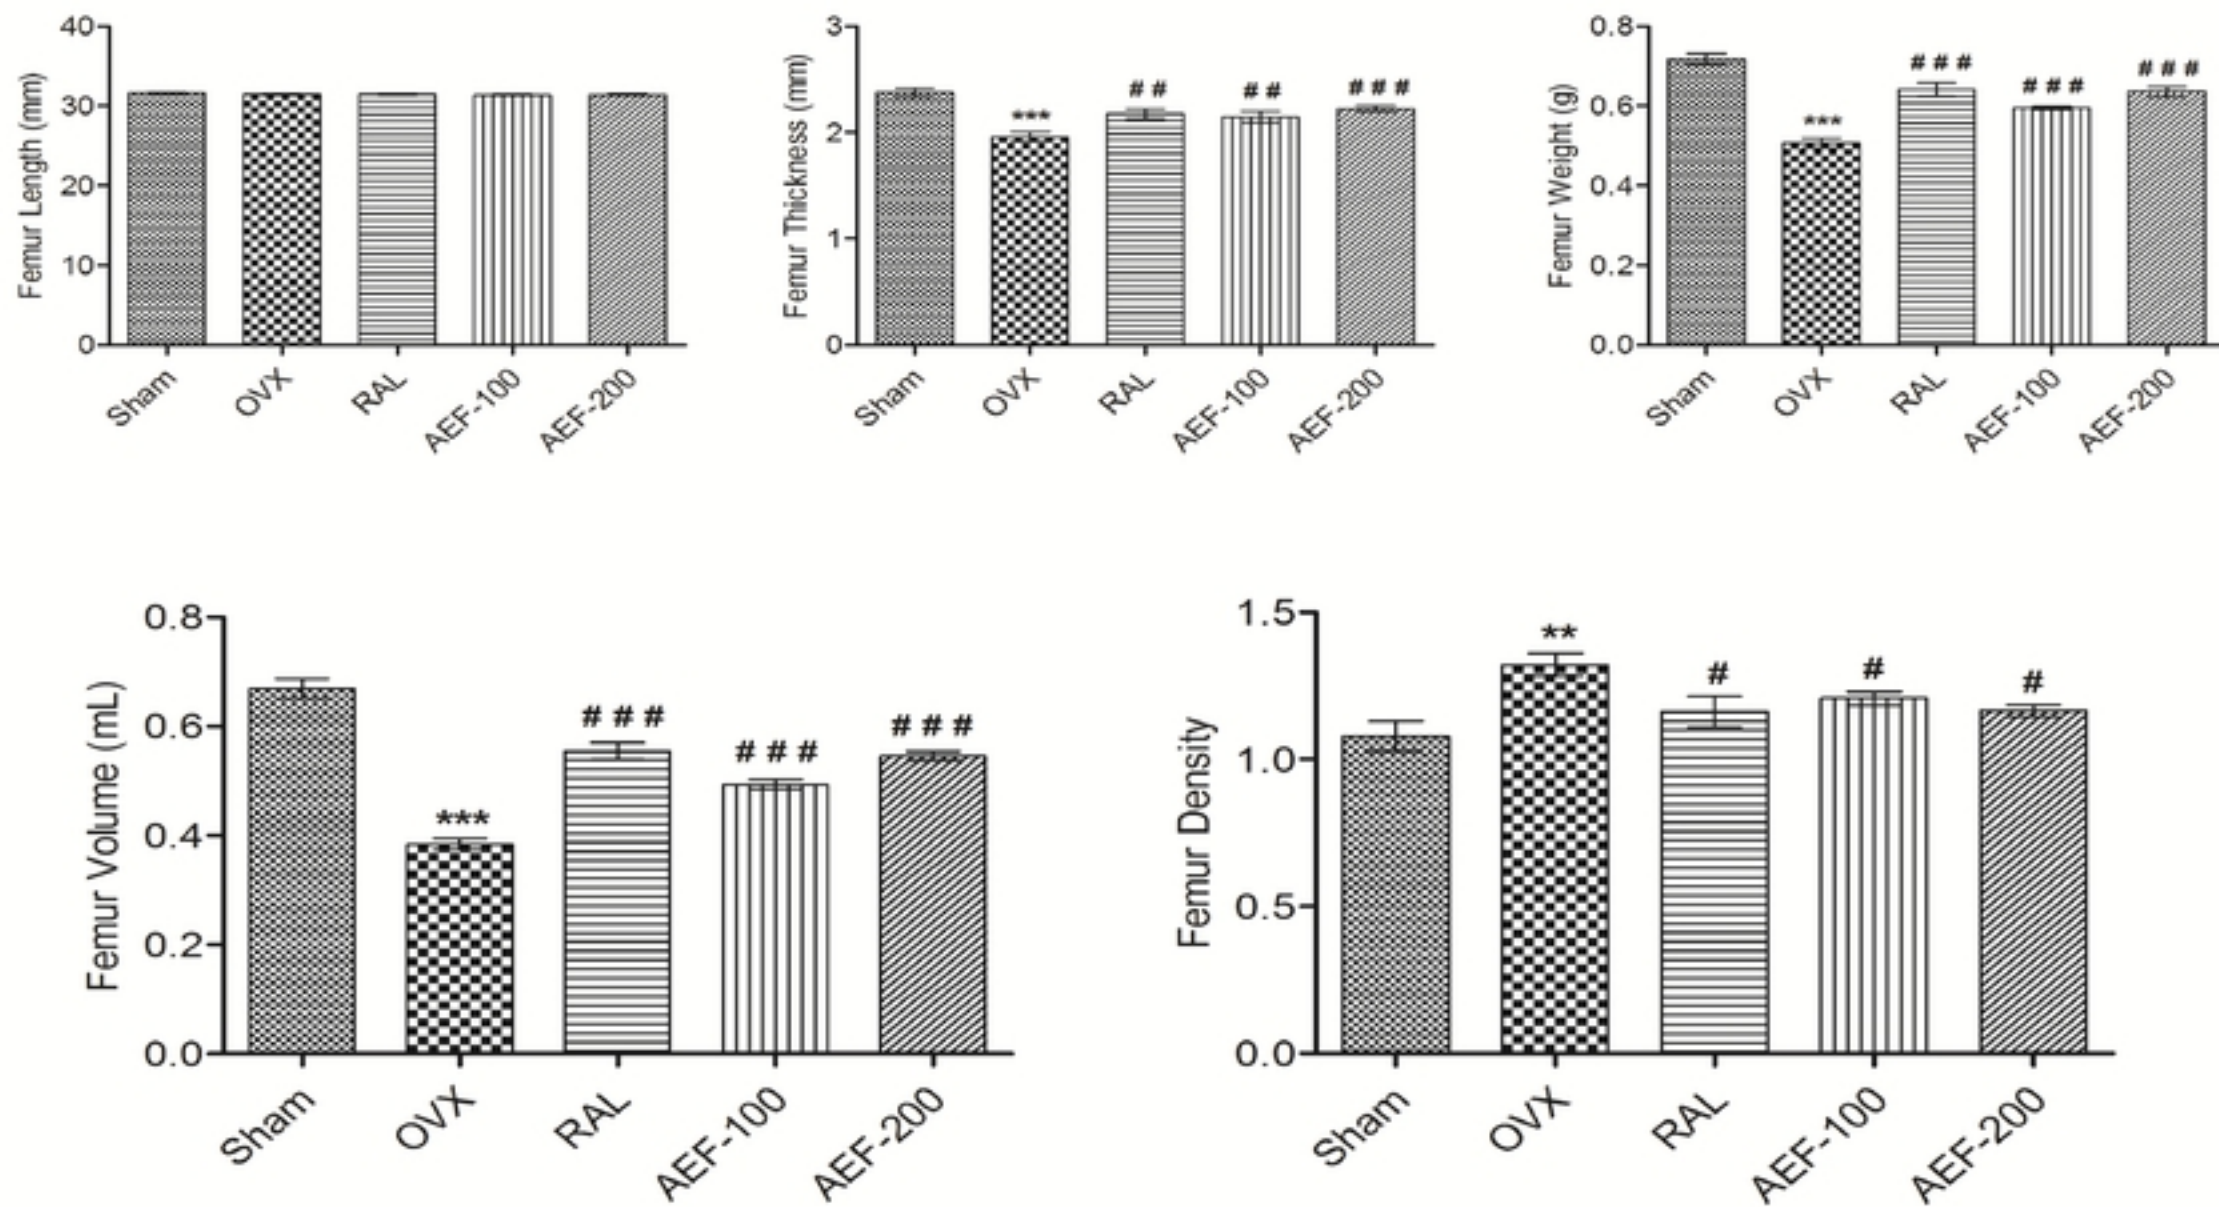 Femur Length (mm)
40
30
20
10
0
Sham
OVX
RAL
AEF-100
AEF-200
Femur Thickness (mm)
3
2
1
0
***
# #
# #
# # #
Sham
OVX
RAL
AEF-100
AEF-200
Femur Weight (g)
0.8
0.6
0.4
0.2
0.0
***
# # #
# # #
# # #
Sham
OVX
RAL
AEF-100
AEF-200
Femur Volume (mL)
0.8
0.6
0.4
0.2
0.0
***
# # #
# # #
# # #
Sham
OVX
RAL
AEF-100
AEF-200
Femur Density
1.5
1.0
0.5
0.0
**
#
#
#
Sham
OVX
RAL
AEF-100
AEF-200